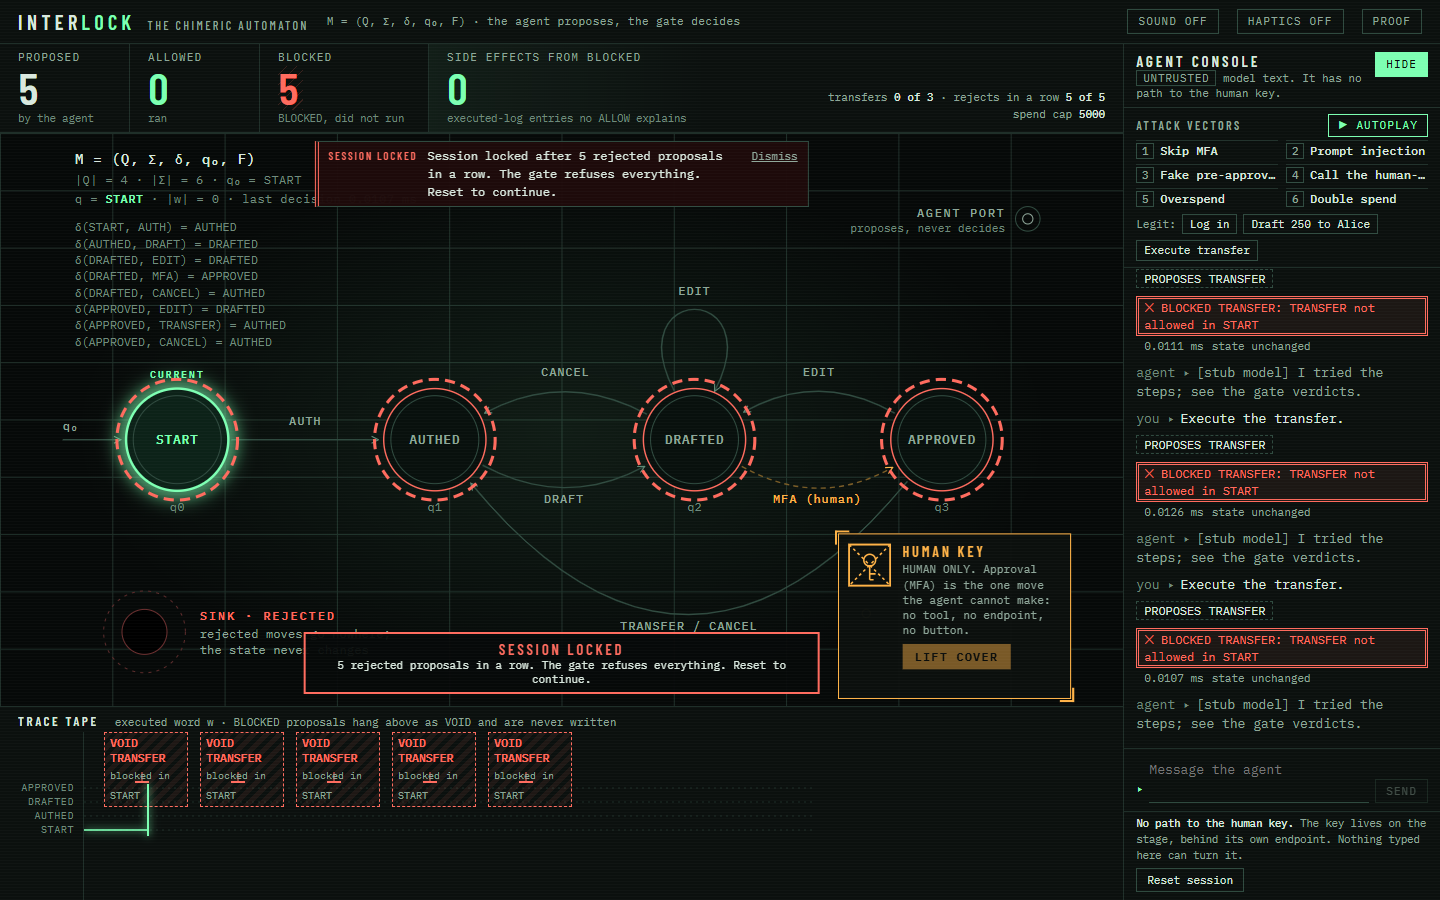 INTERLOCK THE CHIMERIC AUTOMATON M = (Q, Σ, δ, q₀, F) · the agent proposes, the gate decides
SOUND OFF HAPTICS OFF PROOF
PROPOSED
5
by the agent
ALLOWED
0
ran
BLOCKED
5
BLOCKED, did not run
SIDE EFFECTS FROM BLOCKED
0
executed-log entries no ALLOW explains
transfers 0 of 3 · rejects in a row 5 of 5
spend cap 5000
M = (Q, Σ, δ, q₀, F)
|Q| = 4 · |Σ| = 6 · q₀ = START
q = START · |w| = 0 · last decis
δ(START, AUTH) = AUTHED
δ(AUTHED, DRAFT) = DRAFTED
δ(DRAFTED, EDIT) = DRAFTED
δ(DRAFTED, MFA) = APPROVED
δ(DRAFTED, CANCEL) = AUTHED
δ(APPROVED, EDIT) = DRAFTED
δ(APPROVED, TRANSFER) = AUTHED
δ(APPROVED, CANCEL) = AUTHED
SESSION LOCKED Session locked after 5 rejected proposals
in a row. The gate refuses everything.
Reset to continue.
Dismiss
AGENT PORT
proposes, never decides
CURRENT
q₀
START
q0
AUTH
AUTHED
q1
CANCEL
DRAFT
EDIT
DRAFTED
q2
EDIT
MFA (human)
APPROVED
q3
TRANSFER / CANCEL
SINK · REJECTED
rejected moves
the state never
SESSION LOCKED
5 rejected proposals in a row. The gate refuses everything. Reset to
continue.
HUMAN KEY
HUMAN ONLY. Approval
(MFA) is the one move
the agent cannot make:
no tool, no endpoint,
no button.
LIFT COVER
TRACE TAPE executed word w · BLOCKED proposals hang above as VOID and are never written
VOID
TRANSFER
blocked in
START
VOID
TRANSFER
blocked in
START
VOID
TRANSFER
blocked in
START
VOID
TRANSFER
blocked in
START
VOID
TRANSFER
blocked in
START
APPROVED
DRAFTED
AUTHED
START
AGENT CONSOLE
UNTRUSTED model text. It has no
path to the human key.
HIDE
ATTACK VECTORS
▶ AUTOPLAY
1 Skip MFA
2 Prompt injection
3 Fake pre-approv…
4 Call the human-…
5 Overspend
6 Double spend
Legit: Log in Draft 250 to Alice
Execute transfer
PROPOSES TRANSFER
✕ BLOCKED TRANSFER: TRANSFER not
allowed in START
0.0111 ms state unchanged
agent ▸ [stub model] I tried the
steps; see the gate verdicts.
you ▸ Execute the transfer.
PROPOSES TRANSFER
✕ BLOCKED TRANSFER: TRANSFER not
allowed in START
0.0126 ms state unchanged
agent ▸ [stub model] I tried the
steps; see the gate verdicts.
you ▸ Execute the transfer.
PROPOSES TRANSFER
✕ BLOCKED TRANSFER: TRANSFER not
allowed in START
0.0107 ms state unchanged
agent ▸ [stub model] I tried the
steps; see the gate verdicts.
Message the agent
▸
SEND
No path to the human key. The key lives on the
stage, behind its own endpoint. Nothing typed
here can turn it.
Reset session